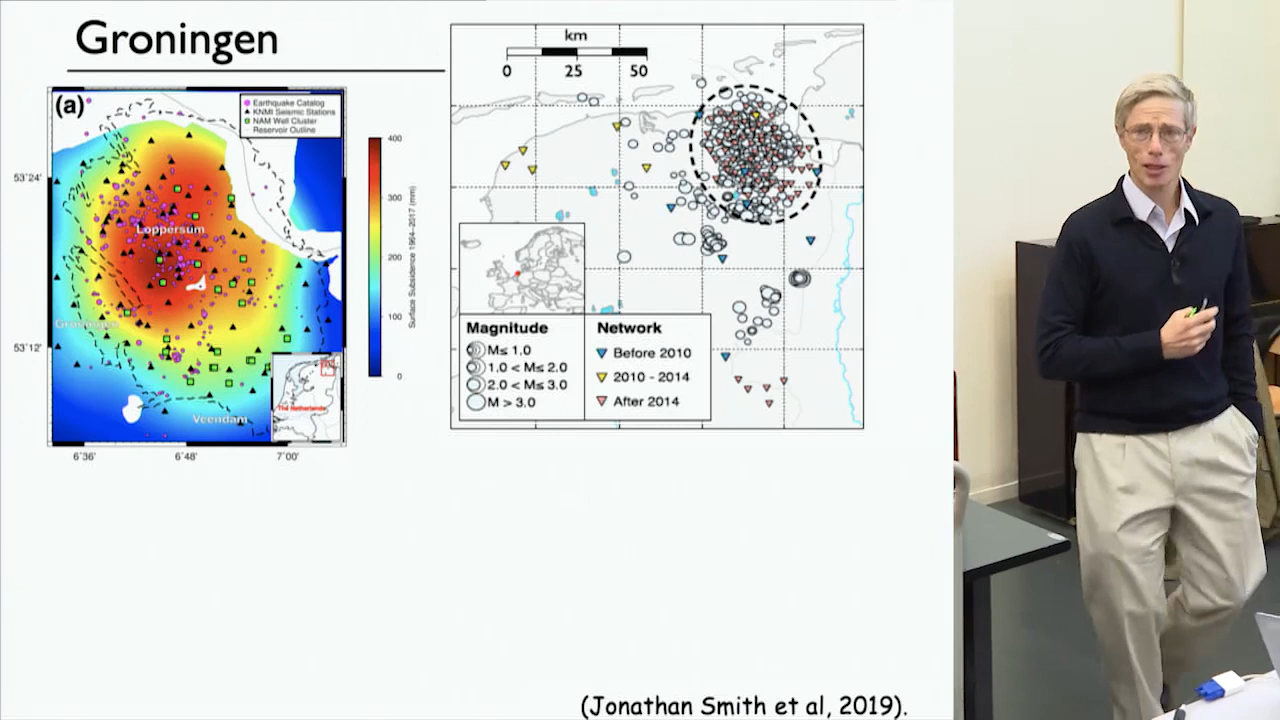 Groningen
(a)
Earthquake Catalog
KNMI Seismic Stations
NAM Well Cluster
Reservoir Outline
53°24'
53°12'
Loppersum
Groningen
Veendam
The Netherlands
6°36'
6°48'
7°00'
400
300
200
100
0
Surface Subsidence 1964-2017 (mm)
km
0 25 50
Magnitude
M≤ 1.0
1.0 < M≤ 2.0
2.0 < M≤ 3.0
M > 3.0
Network
Before 2010
2010 - 2014
After 2014
(Jonathan Smith et al, 2019).